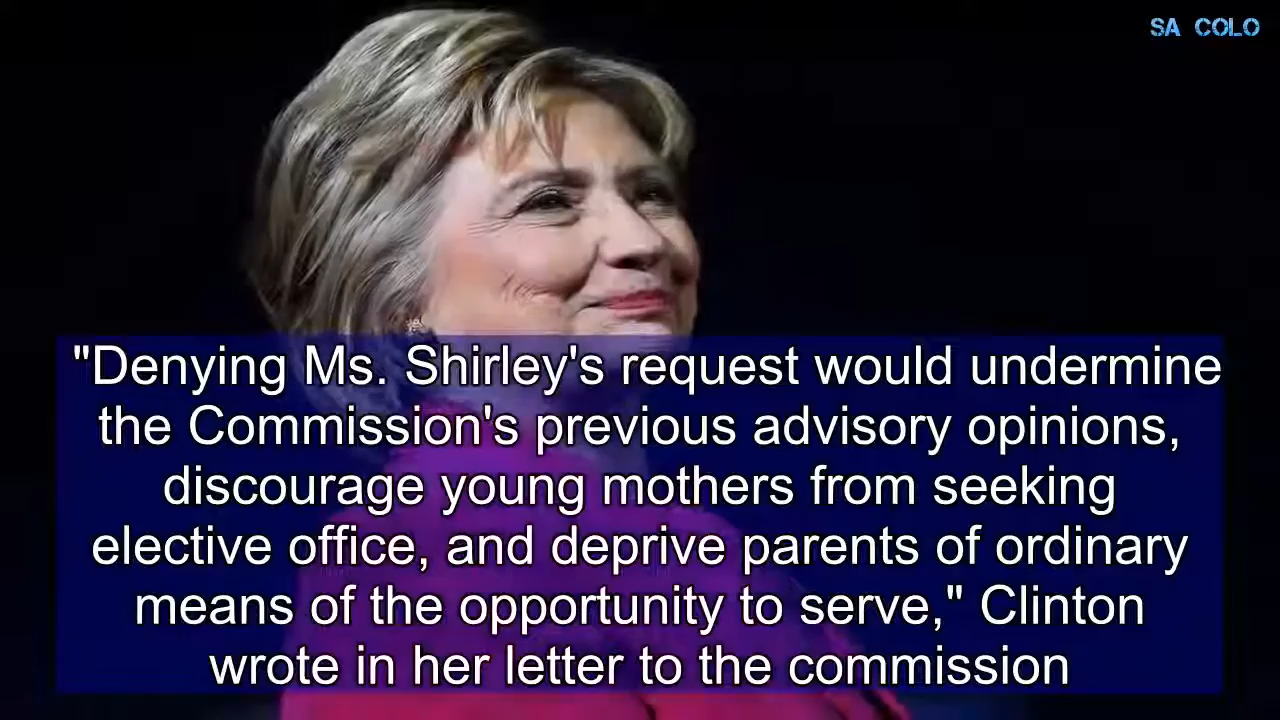 SA COLO
"Denying Ms. Shirley's request would undermine
the Commission's previous advisory opinions,
discourage young mothers from seeking
elective office, and deprive parents of ordinary
means of the opportunity to serve," Clinton
wrote in her letter to the commission